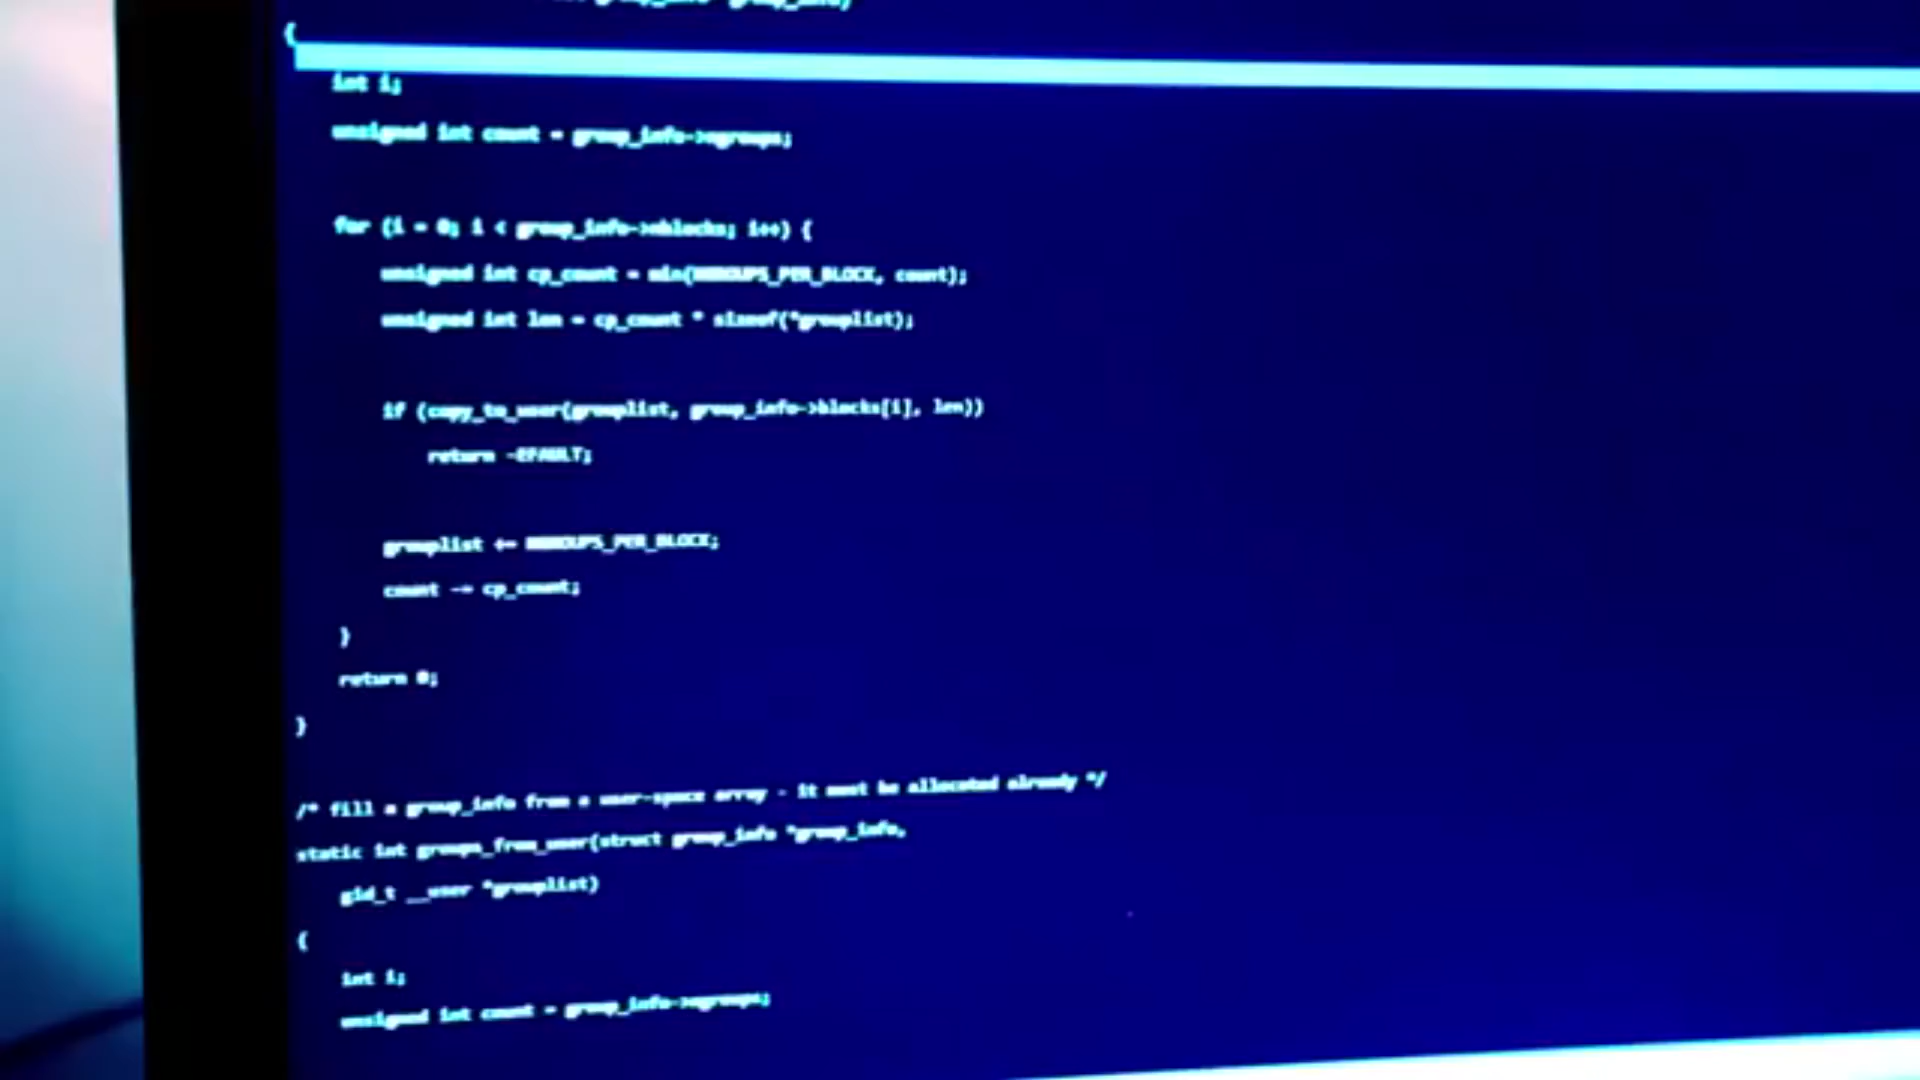 group_info *group_info)
{
int i;
unsigned int count = group_info->ngroups;
for (i = 0; i < group_info->nblocks; i++) {
unsigned int cp_count = min(NGROUPS_PER_BLOCK, count);
unsigned int len = cp_count * sizeof(*grouplist);
if (copy_to_user(grouplist, group_info->blocks[i], len))
return -EFAULT;
grouplist += NGROUPS_PER_BLOCK;
count -= cp_count;
}
return 0;
}
/* fill a group_info from a user-space array - it must be allocated already */
static int groups_from_user(struct group_info *group_info,
gid_t __user *grouplist)
{
int i;
unsigned int count = group_info->ngroups;